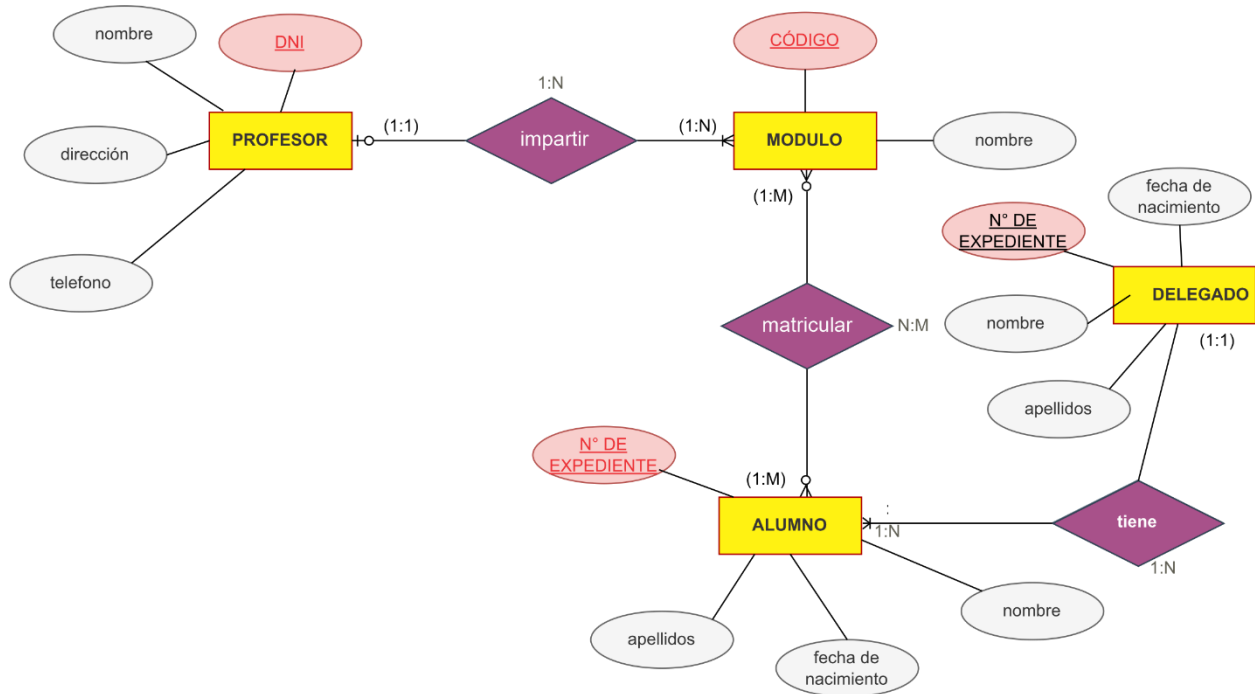 nombre
DNI
CÓDIGO
1:N
PROFESOR
(1:1)
impartir
(1:N)
MODULO
dirección
nombre
(1:M)
telefono
fecha de
nacimiento
N° DE
EXPEDIENTE
DELEGADO
nombre
(1:1)
matricular
N:M
apellidos
N° DE
EXPEDIENTE
(1:M)
ALUMNO
:
1:N
tiene
1:N
nombre
apellidos
fecha de
nacimiento